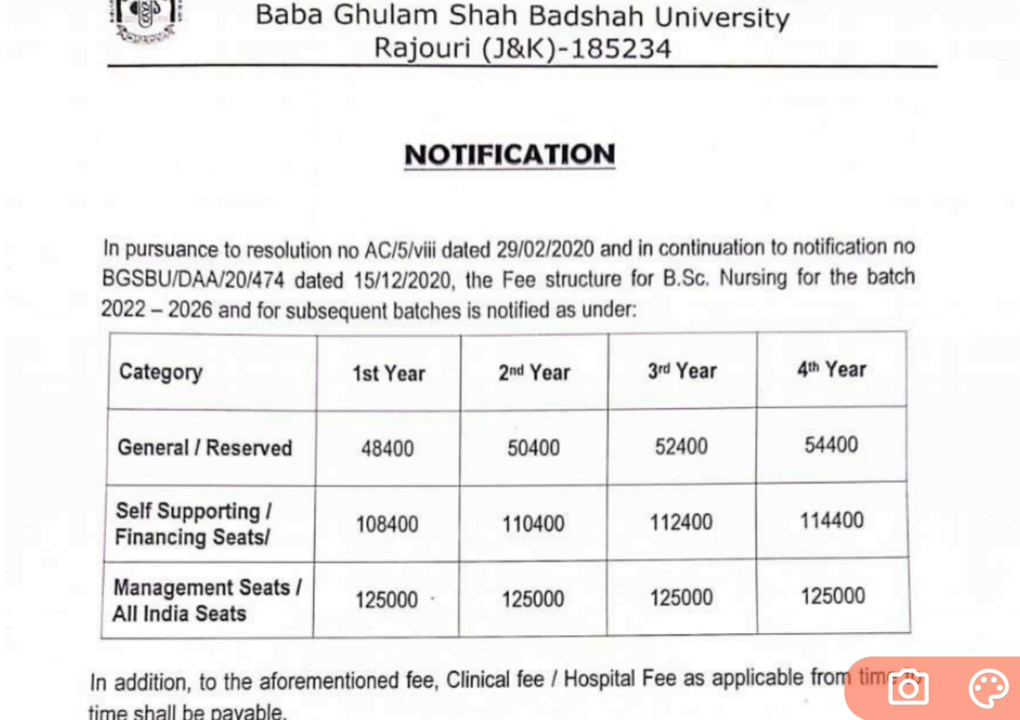 Baba Ghulam Shah Badshah University
Rajouri (J&K)-185234
NOTIFICATION
In pursuance to resolution no AC/5/viii dated 29/02/2020 and in continuation to notification no
BGSBU/DAA/20/474 dated 15/12/2020, the Fee structure for B.Sc. Nursing for the batch
2022 – 2026 and for subsequent batches is notified as under:
Category 1st Year 2nd Year 3rd Year 4th Year
General / Reserved 48400 50400 52400 54400
Self Supporting /
Financing Seats/ 108400 110400 112400 114400
Management Seats /
All India Seats 125000 125000 125000 125000
In addition, to the aforementioned fee, Clinical fee / Hospital Fee as applicable from time
time shall be payable.